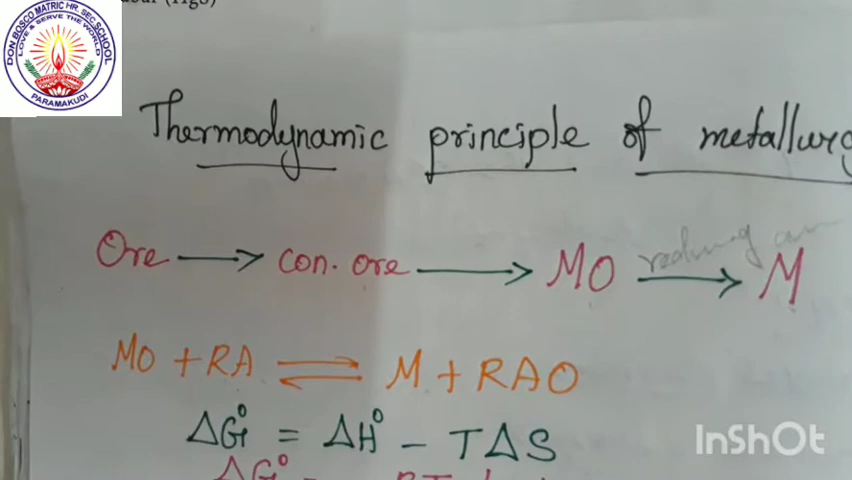 DON BOSCO MATRIC HR. SEC. SCHOOL
LOVE & SERVE THE WORLD
PARAMAKUDI
Thermodynamic principle of metallurg
Ore → con. ore → MO → M
MO + RA ⇌ M + RAO
ΔG° = ΔH° - TΔS
ΔG°
InShOt